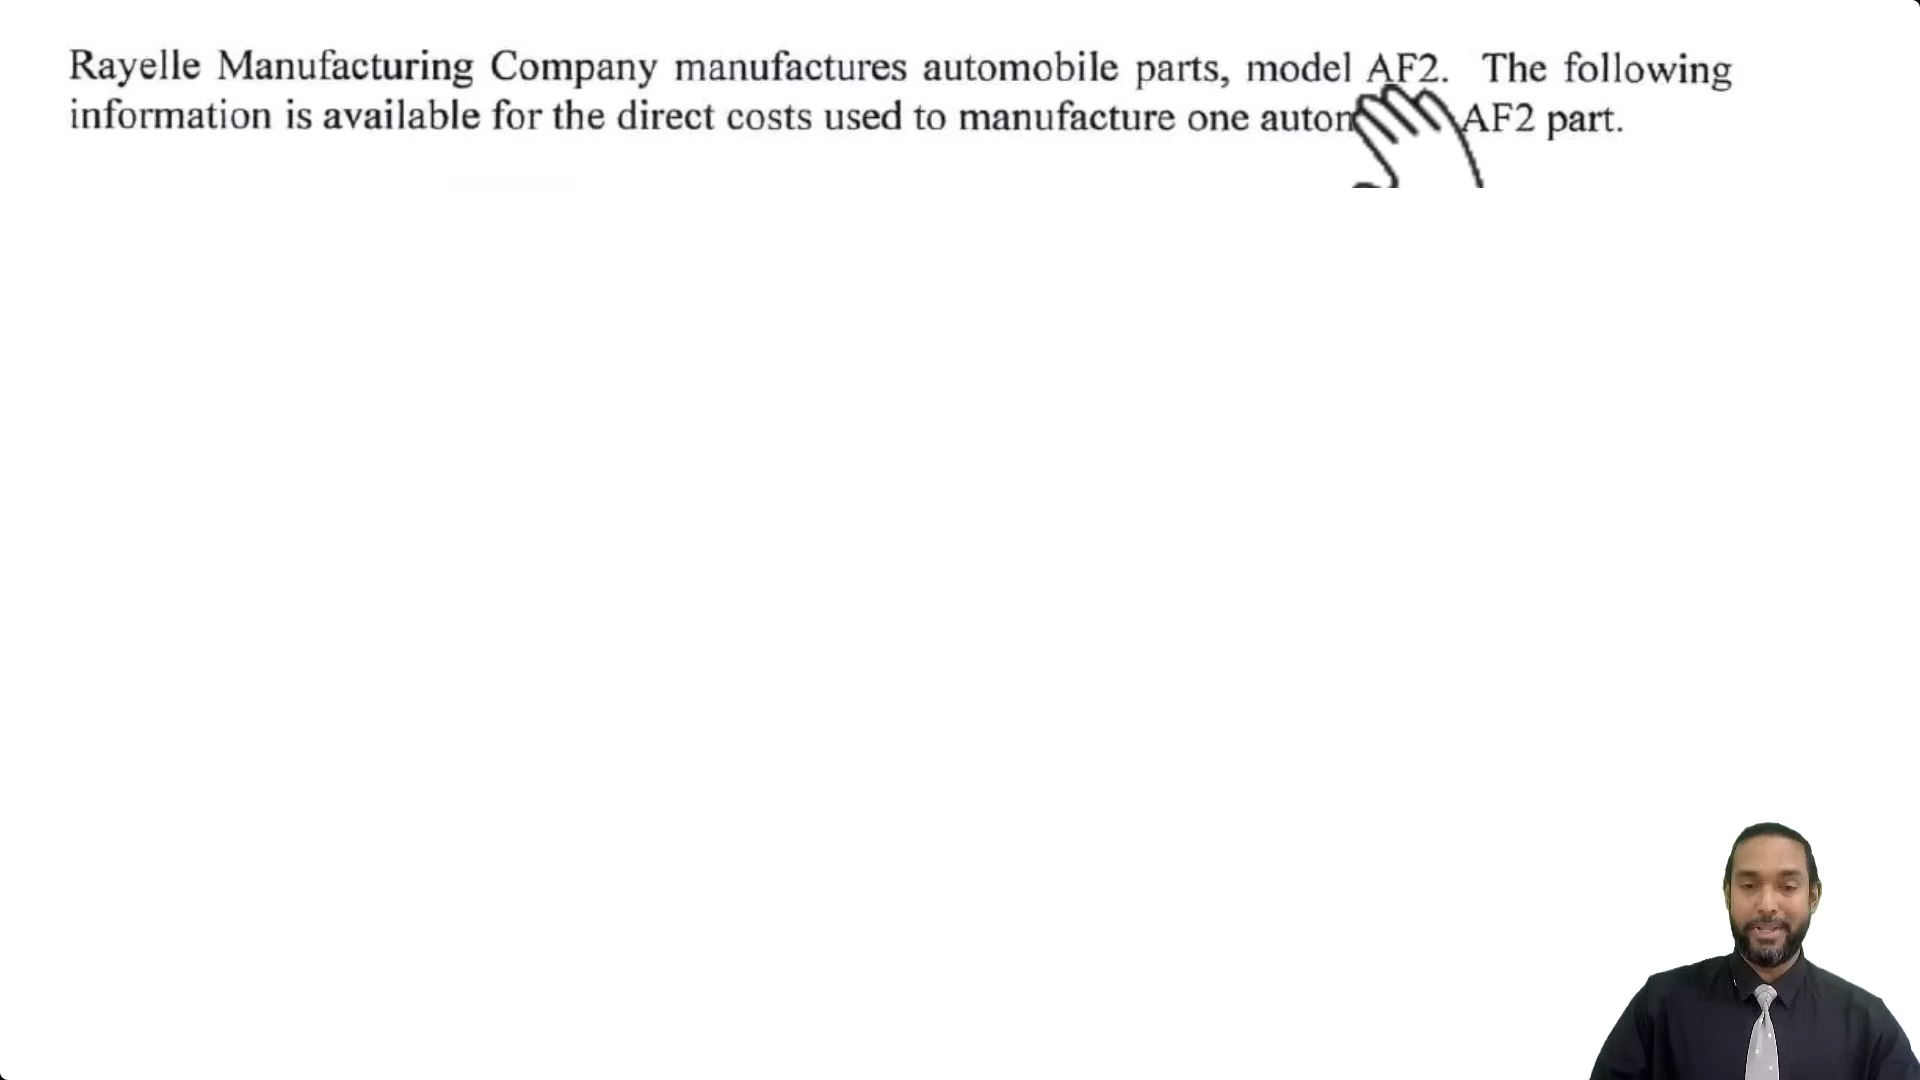 Rayelle Manufacturing Company manufactures automobile parts, model AF2. The following
information is available for the direct costs used to manufacture one AF2 part.